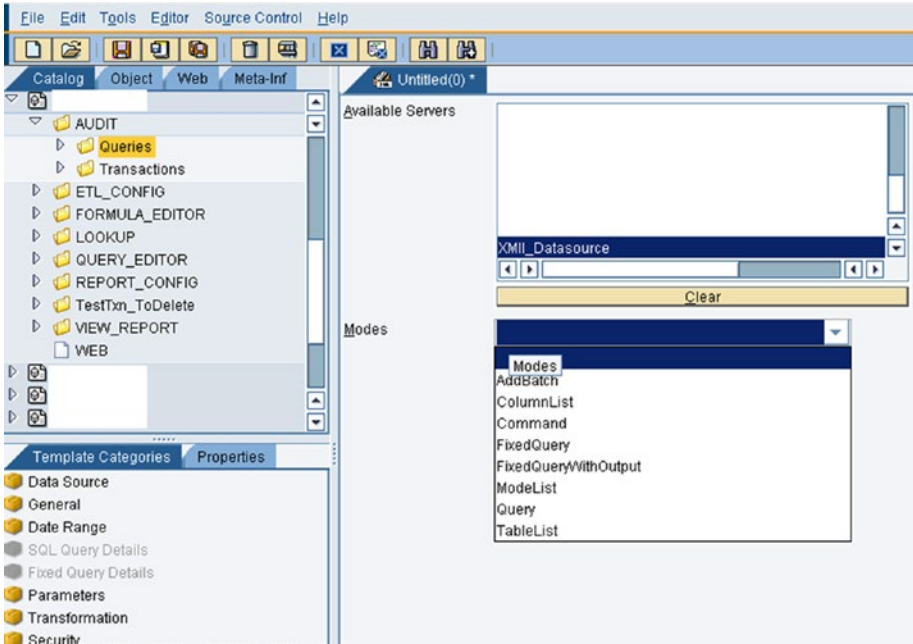 File Edit Tools Editor Source Control Help
Catalog Object Web Meta-Inf
AUDIT
Queries
Transactions
ETL_CONFIG
FORMULA_EDITOR
LOOKUP
QUERY_EDITOR
REPORT_CONFIG
TestTxn_ToDelete
VIEW_REPORT
WEB
Template Categories Properties
Data Source
General
Date Range
SQL Query Details
Fixed Query Details
Parameters
Transformation
Security
Untitled(0) *
Available Servers
XMII_Datasource
Clear
Modes
Modes
AddBatch
ColumnList
Command
FixedQuery
FixedQueryWithOutput
ModeList
Query
TableList